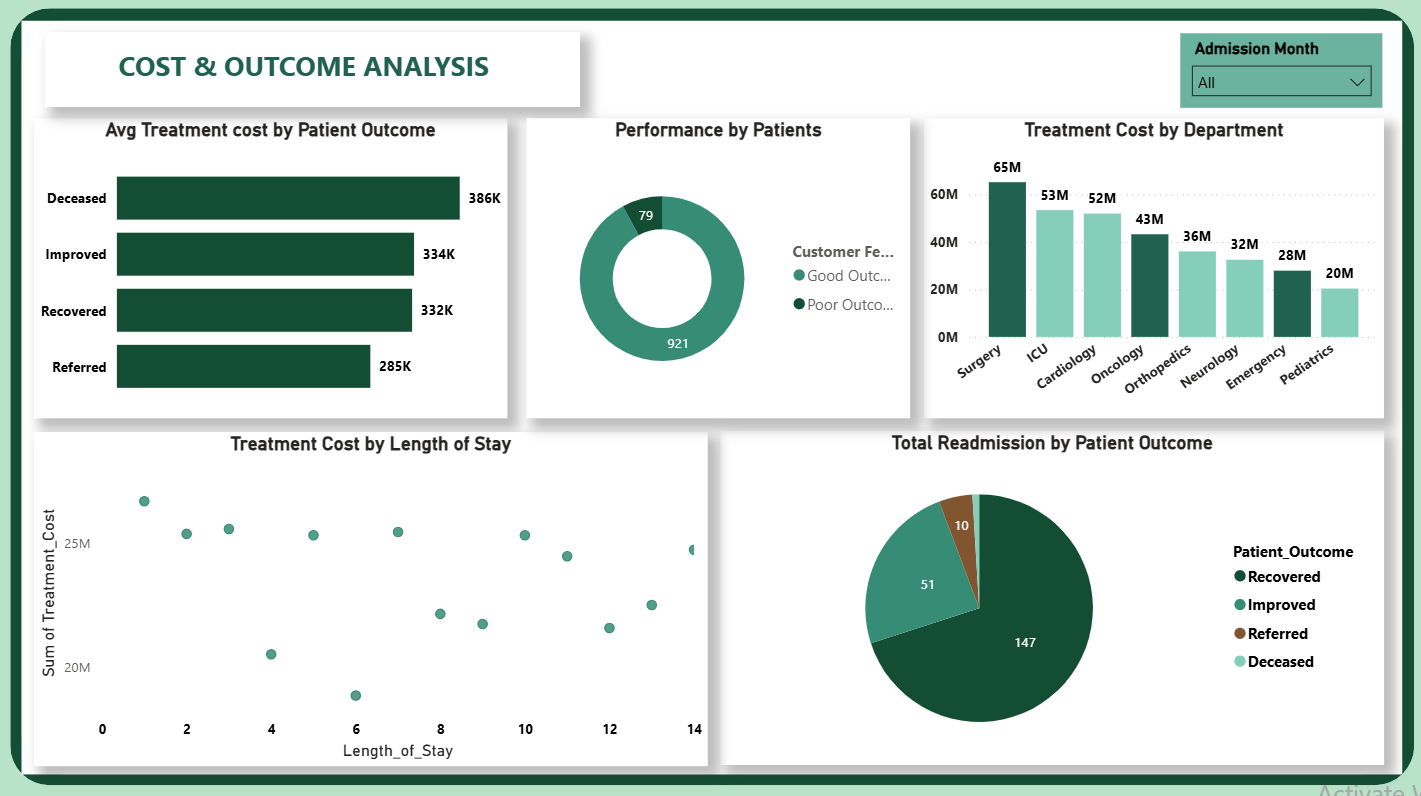 COST & OUTCOME ANALYSIS
Admission Month
All
Avg Treatment cost by Patient Outcome
Deceased
386K
Improved
334K
Recovered
332K
Referred
285K
Performance by Patients
79
921
Customer Fe...
Good Outc...
Poor Outco...
Treatment Cost by Department
60M
40M
20M
0M
65M
53M
52M
43M
36M
32M
28M
20M
Surgery
ICU
Cardiology
Oncology
Orthopedics
Neurology
Emergency
Pediatrics
Treatment Cost by Length of Stay
Sum of Treatment_Cost
25M
20M
0 2 4 6 8 10 12 14
Length_of_Stay
Total Readmission by Patient Outcome
10
51
147
Patient_Outcome
Recovered
Improved
Referred
Deceased